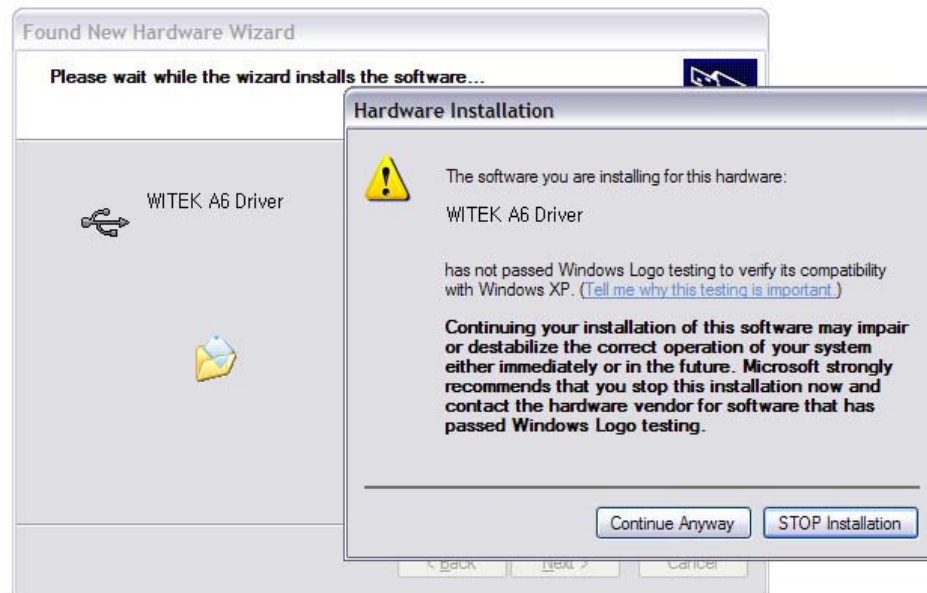 Found New Hardware Wizard
Please wait while the wizard installs the software...
Hardware Installation
WITEK A6 Driver
The software you are installing for this hardware:
WITEK A6 Driver
has not passed Windows Logo testing to verify its compatibility
with Windows XP. (Tell me why this testing is important.)
Continuing your installation of this software may impair
or destabilize the correct operation of your system
either immediately or in the future. Microsoft strongly
recommends that you stop this installation now and
contact the hardware vendor for software that has
passed Windows Logo testing.
Continue Anyway
STOP Installation
< Back
Next >
Cancel